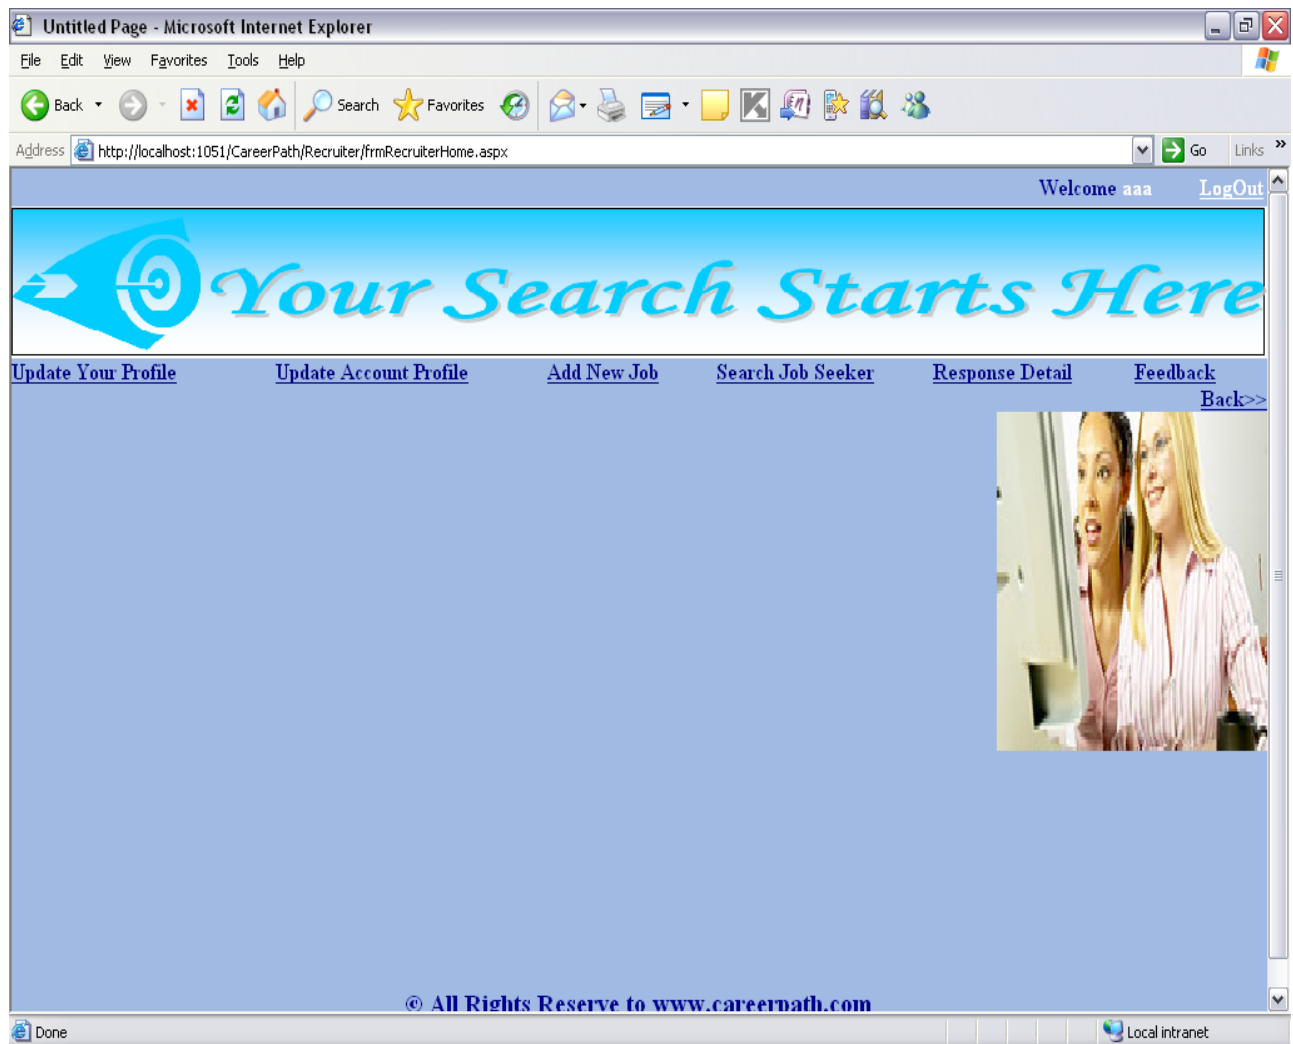 Untitled Page - Microsoft Internet Explorer
File Edit View Favorites Tools Help
Back Search Favorites
Address http://localhost:1051/CareerPath/Recruiter/frmRecruiterHome.aspx Go Links »
Welcome aaa LogOut
Your Search Starts Here
Update Your Profile Update Account Profile Add New Job Search Job Seeker Response Detail Feedback
Back>>
© All Rights Reserve to www.careerpath.com
Done Local intranet